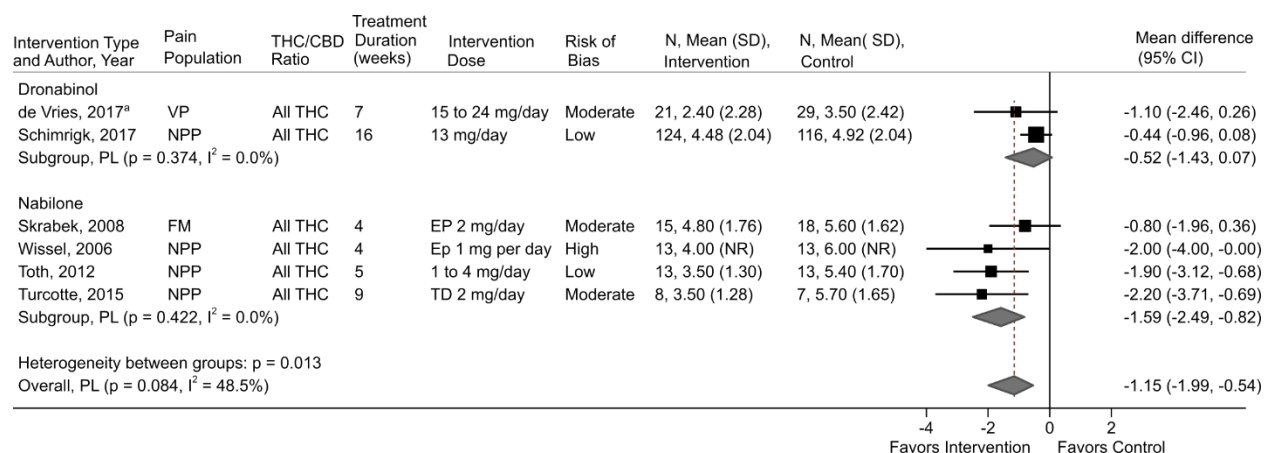 Intervention Type and Author, Year Pain Population THC/CBD Ratio Treatment Duration (weeks) Intervention Dose Risk of Bias N, Mean (SD), Intervention N, Mean( SD), Control Mean difference (95% CI)
Dronabinol
de Vries, 2017a VP All THC 7 15 to 24 mg/day Moderate 21, 2.40 (2.28) 29, 3.50 (2.42) -1.10 (-2.46, 0.26)
Schimrigk, 2017 NPP All THC 16 13 mg/day Low 124, 4.48 (2.04) 116, 4.92 (2.04) -0.44 (-0.96, 0.08)
Subgroup, PL (p = 0.374, I2 = 0.0%) -0.52 (-1.43, 0.07)
Nabilone
Skrabek, 2008 FM All THC 4 EP 2 mg/day Moderate 15, 4.80 (1.76) 18, 5.60 (1.62) -0.80 (-1.96, 0.36)
Wissel, 2006 NPP All THC 4 Ep 1 mg per day High 13, 4.00 (NR) 13, 6.00 (NR) -2.00 (-4.00, -0.00)
Toth, 2012 NPP All THC 5 1 to 4 mg/day Low 13, 3.50 (1.30) 13, 5.40 (1.70) -1.90 (-3.12, -0.68)
Turcotte, 2015 NPP All THC 9 TD 2 mg/day Moderate 8, 3.50 (1.28) 7, 5.70 (1.65) -2.20 (-3.71, -0.69)
Subgroup, PL (p = 0.422, I2 = 0.0%) -1.59 (-2.49, -0.82)
Heterogeneity between groups: p = 0.013
Overall, PL (p = 0.084, I2 = 48.5%) -1.15 (-1.99, -0.54)
-4 -2 0 2
Favors Intervention Favors Control